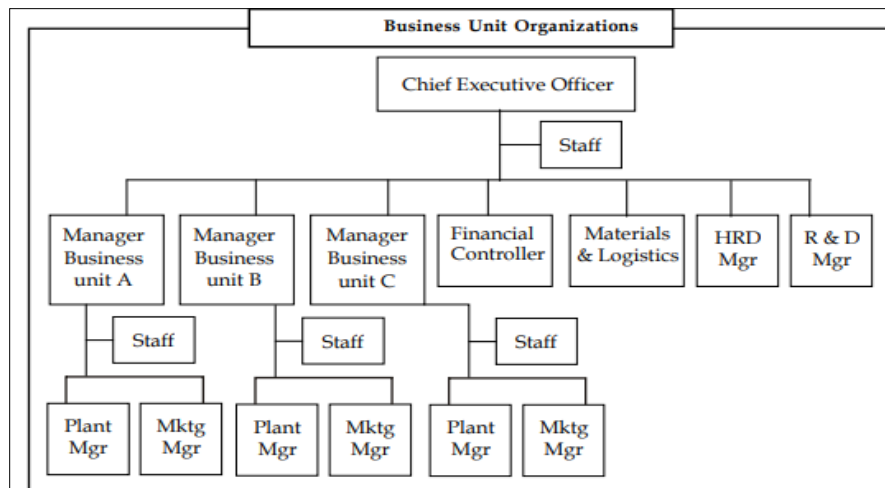 Business Unit Organizations
Chief Executive Officer
Staff
Manager
Business
unit A
Manager
Business
unit B
Manager
Business
unit C
Financial
Controller
Materials
& Logistics
HRD
Mgr
R & D
Mgr
Staff
Staff
Staff
Plant
Mgr
Mktg
Mgr
Plant
Mgr
Mktg
Mgr
Plant
Mgr
Mktg
Mgr